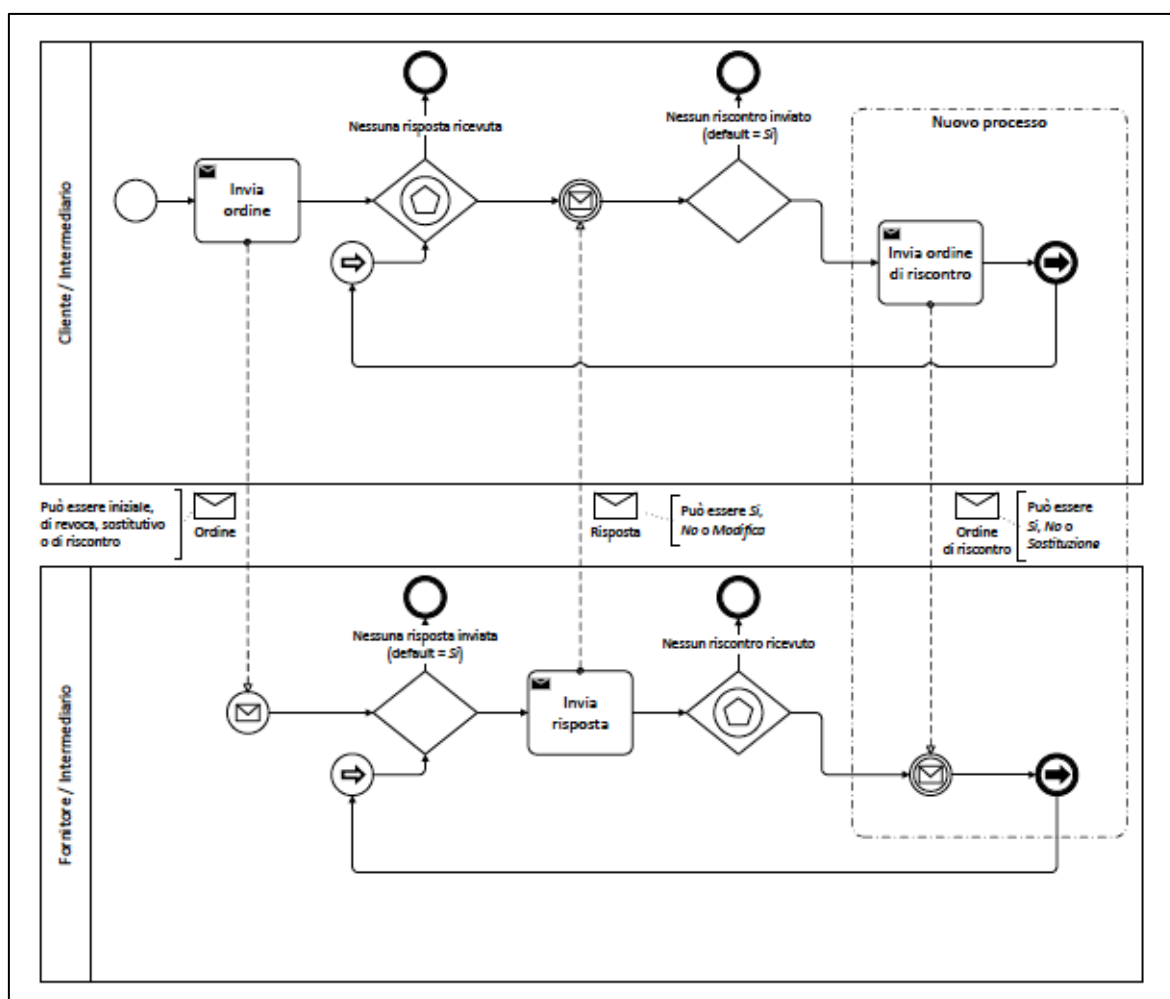 Cliente / Intermediario
Nessuna risposta ricevuta
Nessun riscontro inviato
(default = Sì)
Nuovo processo
Invia
ordine
Invia ordine
di riscontro
Può essere iniziale,
di revoca, sostitutivo
o di riscontro
Ordine
Risposta
Può essere Sì,
No o Modifica
Ordine
di riscontro
Può essere
Sì, No o
Sostituzione
Fornitore / Intermediario
Nessuna risposta inviata
(default = Sì)
Nessun riscontro ricevuto
Invia
risposta